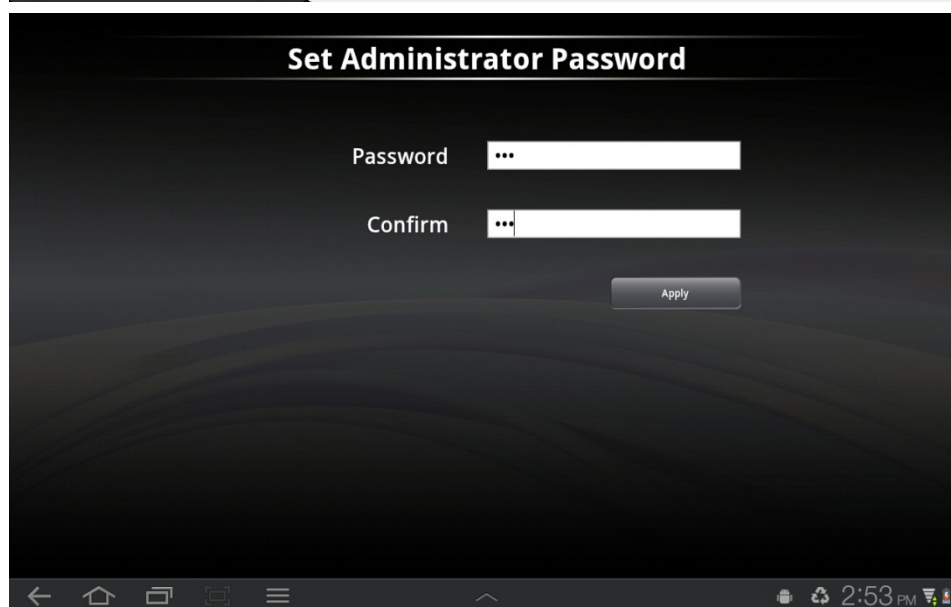 Set Administrator Password
Password •••
Confirm •••
Apply
2:53 PM